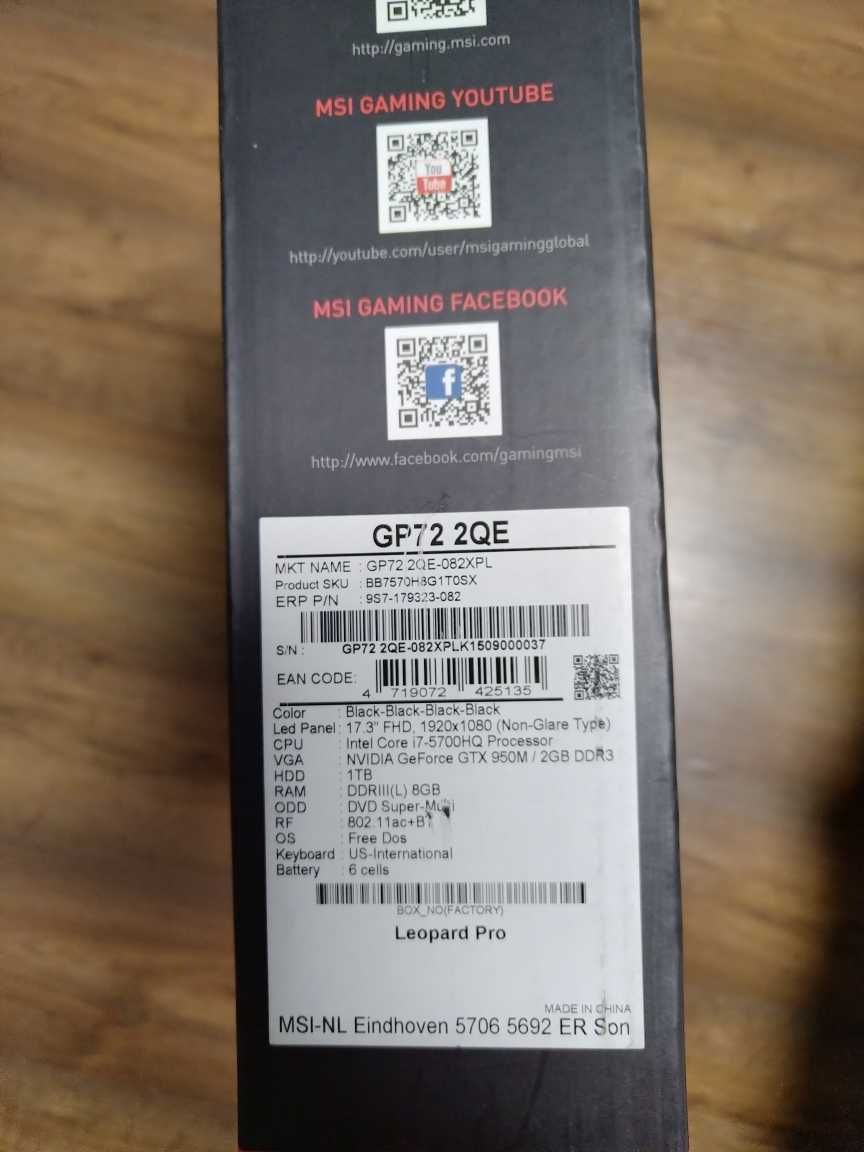 http://gaming.msi.com
MSI GAMING YOUTUBE
You
Tube
http://youtube.com/user/msigamingglobal
MSI GAMING FACEBOOK
f
http://www.facebook.com/gamingmsi
GP72 2QE
MKT NAME : GP72 2QE-082XPL
Product SKU : BB7570H8G1T0SX
ERP P/N : 9S7-179323-082
S/N : GP72 2QE-082XPLK1509000037
EAN CODE: 4 719072 425135
Color : Black-Black-Black-Black
Led Panel : 17.3" FHD, 1920x1080 (Non-Glare Type)
CPU : Intel Core i7-5700HQ Processor
VGA : NVIDIA GeForce GTX 950M / 2GB DDR3
HDD : 1TB
RAM : DDRIII(L) 8GB
ODD : DVD Super-Multi
RF : 802.11ac+BT
OS : Free Dos
Keyboard : US-International
Battery : 6 cells
BOX_NO(FACTORY)
Leopard Pro
MADE IN CHINA
MSI-NL Eindhoven 5706 5692 ER Son